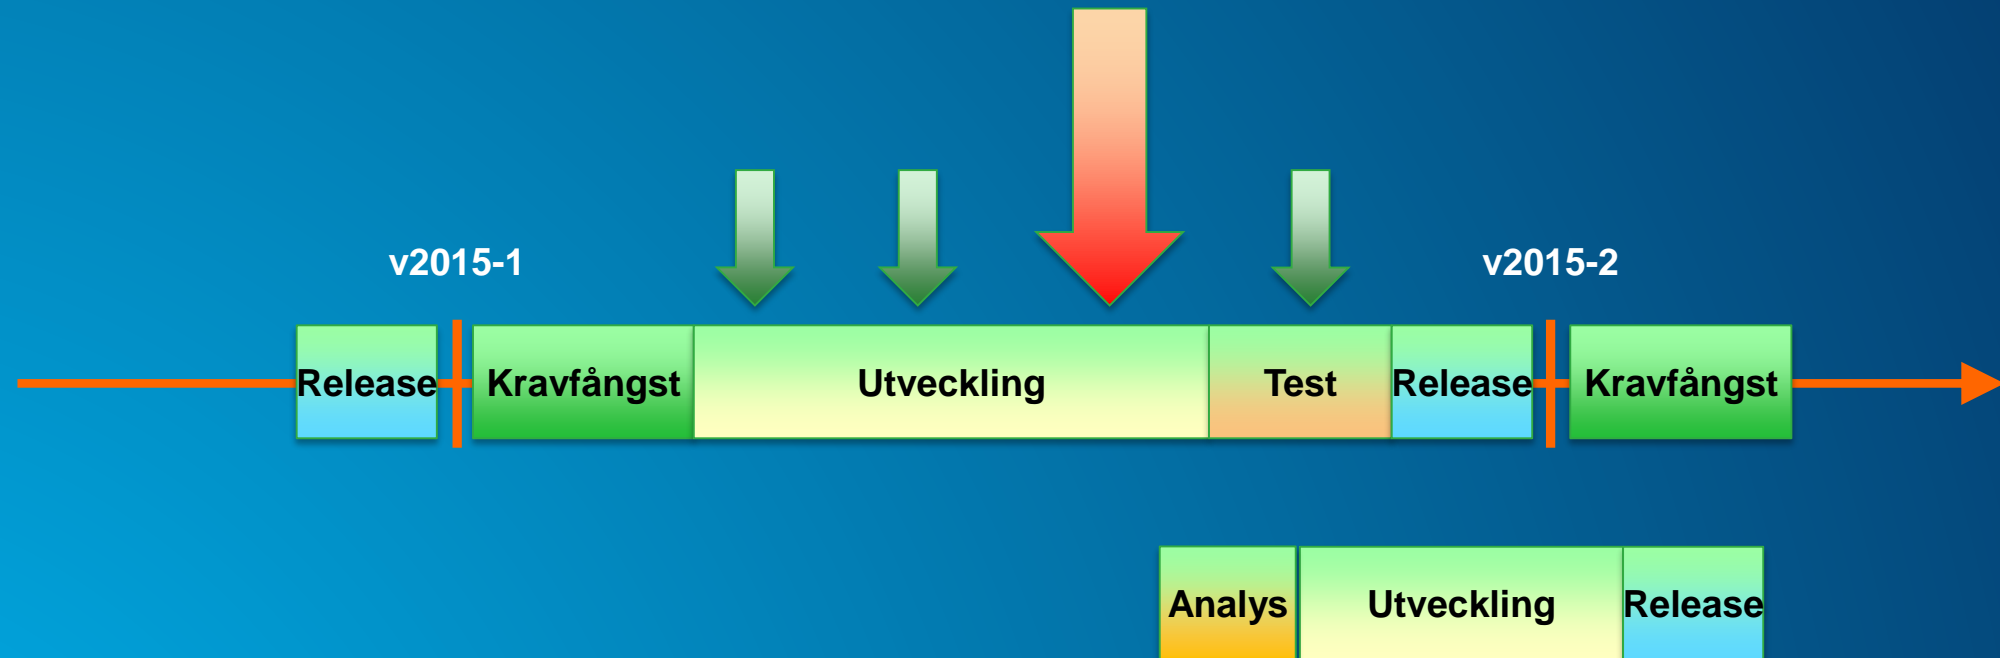 v2015-1
v2015-2
Release
Kravfångst
Utveckling
Test
Release
Kravfångst
Analys
Utveckling
Release